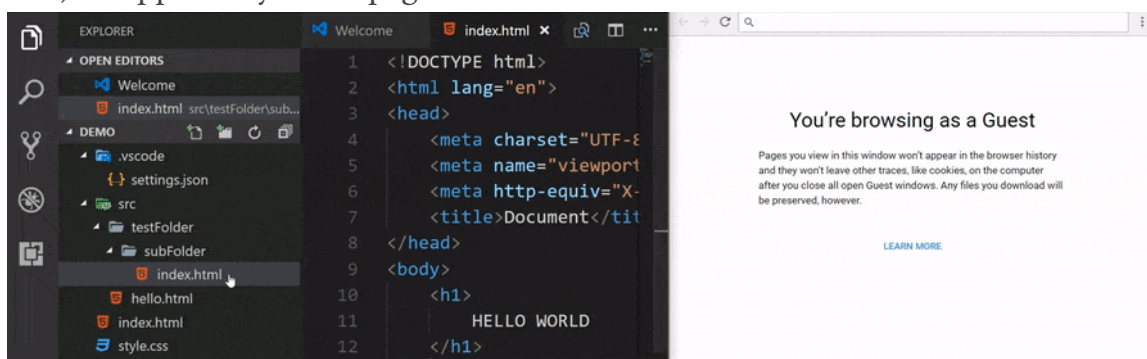 EXPLORER
OPEN EDITORS
Welcome
index.html src\testFolder\sub...
DEMO
.vscode
{..} settings.json
src
testFolder
subFolder
index.html
hello.html
index.html
style.css
Welcome
index.html
1 <!DOCTYPE html>
2 <html lang="en">
3 <head>
4 <meta charset="UTF-8
5 <meta name="viewport
6 <meta http-equiv="X-
7 <title>Document</tit
8 </head>
9 <body>
10 <h1>
11 HELLO WORLD
12 </h1>
You're browsing as a Guest
Pages you view in this window won't appear in the browser history
and they won't leave other traces, like cookies, on the computer
after you close all open Guest windows. Any files you download will
be preserved, however.
LEARN MORE